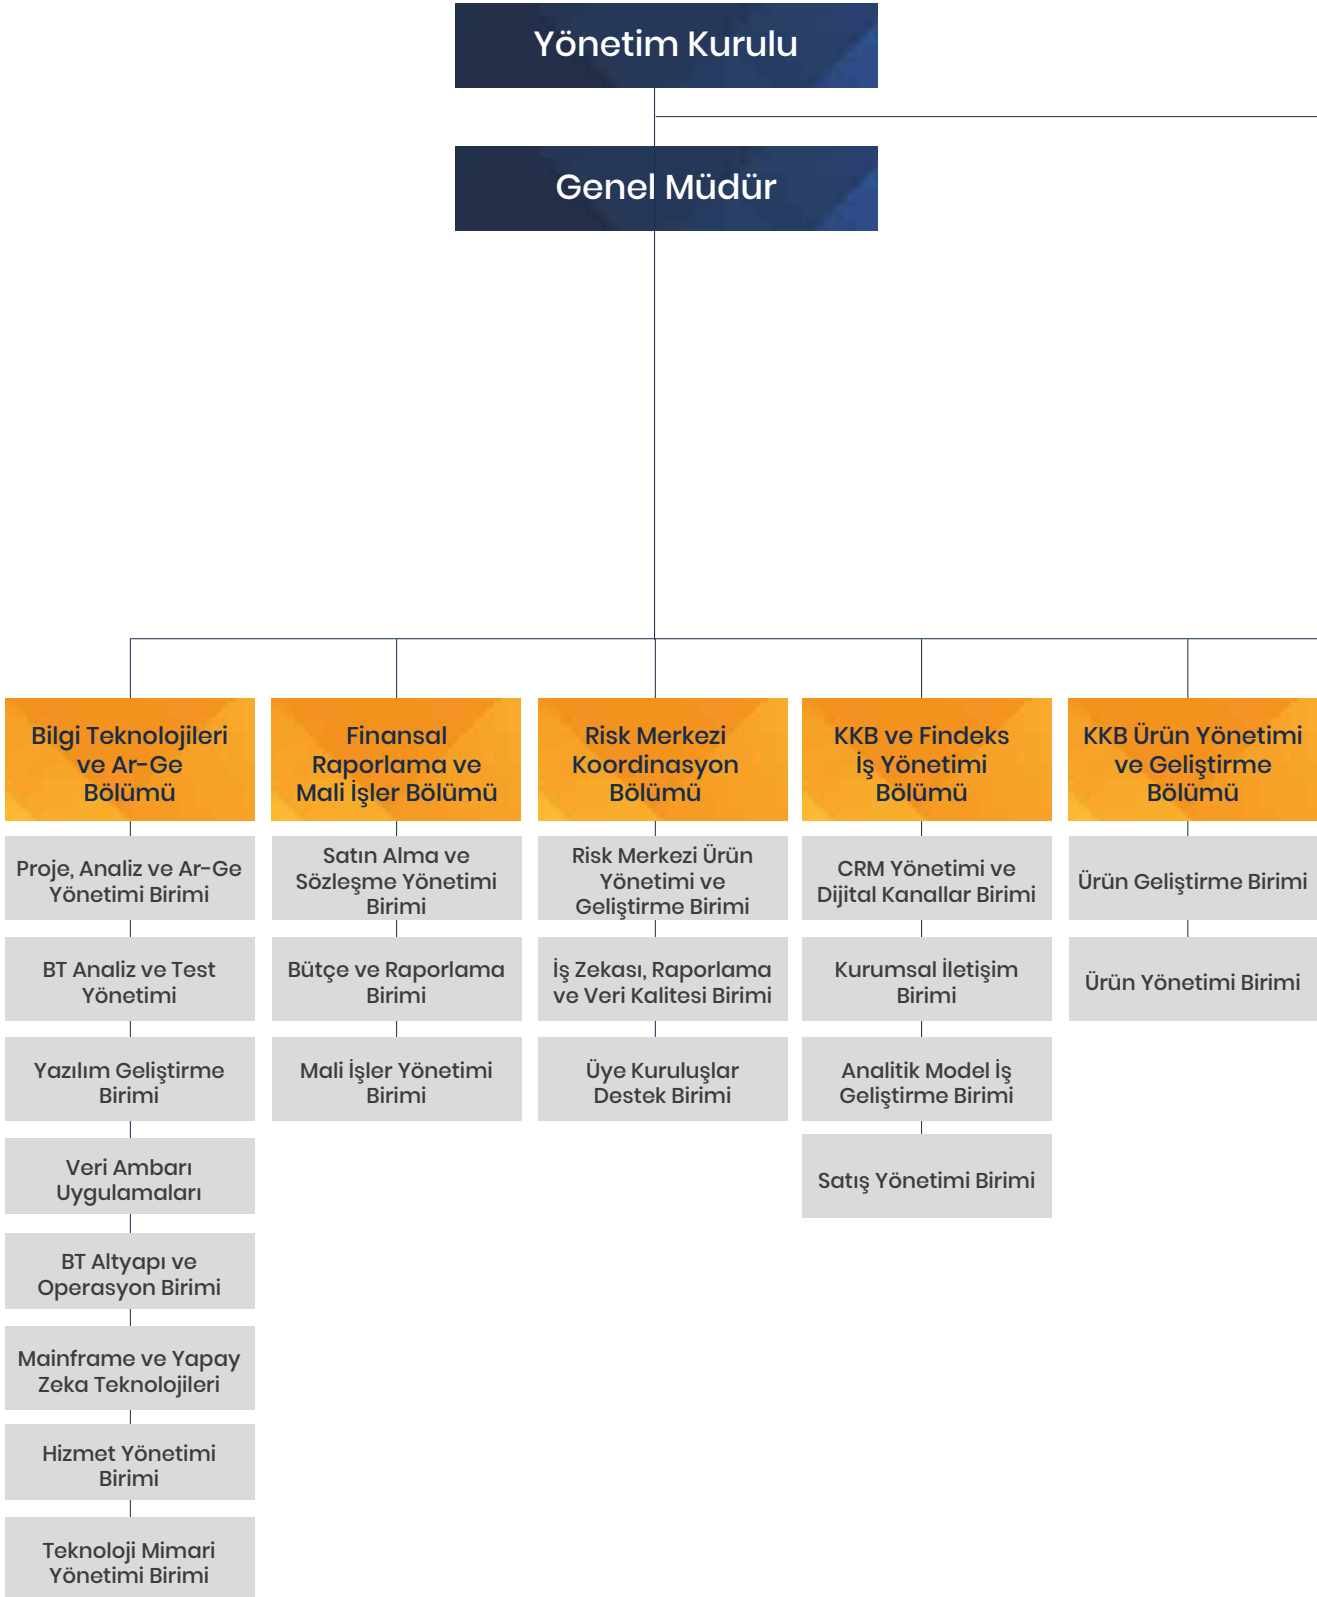 Yönetim Kurulu
Genel Müdür
Bilgi Teknolojileri
ve Ar-Ge
Bölümü
Proje, Analiz ve Ar-Ge
Yönetimi Birimi
BT Analiz ve Test
Yönetimi
Yazılım Geliştirme
Birimi
Veri Ambarı
Uygulamaları
BT Altyapı ve
Operasyon Birimi
Mainframe ve Yapay
Zeka Teknolojileri
Hizmet Yönetimi
Birimi
Teknoloji Mimari
Yönetimi Birimi
Finansal
Raporlama ve
Mali İşler Bölümü
Satın Alma ve
Sözleşme Yönetimi
Birimi
Bütçe ve Raporlama
Birimi
Mali İşler Yönetimi
Birimi
Risk Merkezi
Koordinasyon
Bölümü
Risk Merkezi Ürün
Yönetimi ve
Geliştirme Birimi
İş Zekası, Raporlama
ve Veri Kalitesi Birimi
Üye Kuruluşlar
Destek Birimi
KKB ve Findeks
İş Yönetimi
Bölümü
CRM Yönetimi ve
Dijital Kanallar Birimi
Kurumsal İletişim
Birimi
Analitik Model İş
Geliştirme Birimi
Satış Yönetimi Birimi
KKB Ürün Yönetimi
ve Geliştirme
Bölümü
Ürün Geliştirme Birimi
Ürün Yönetimi Birimi